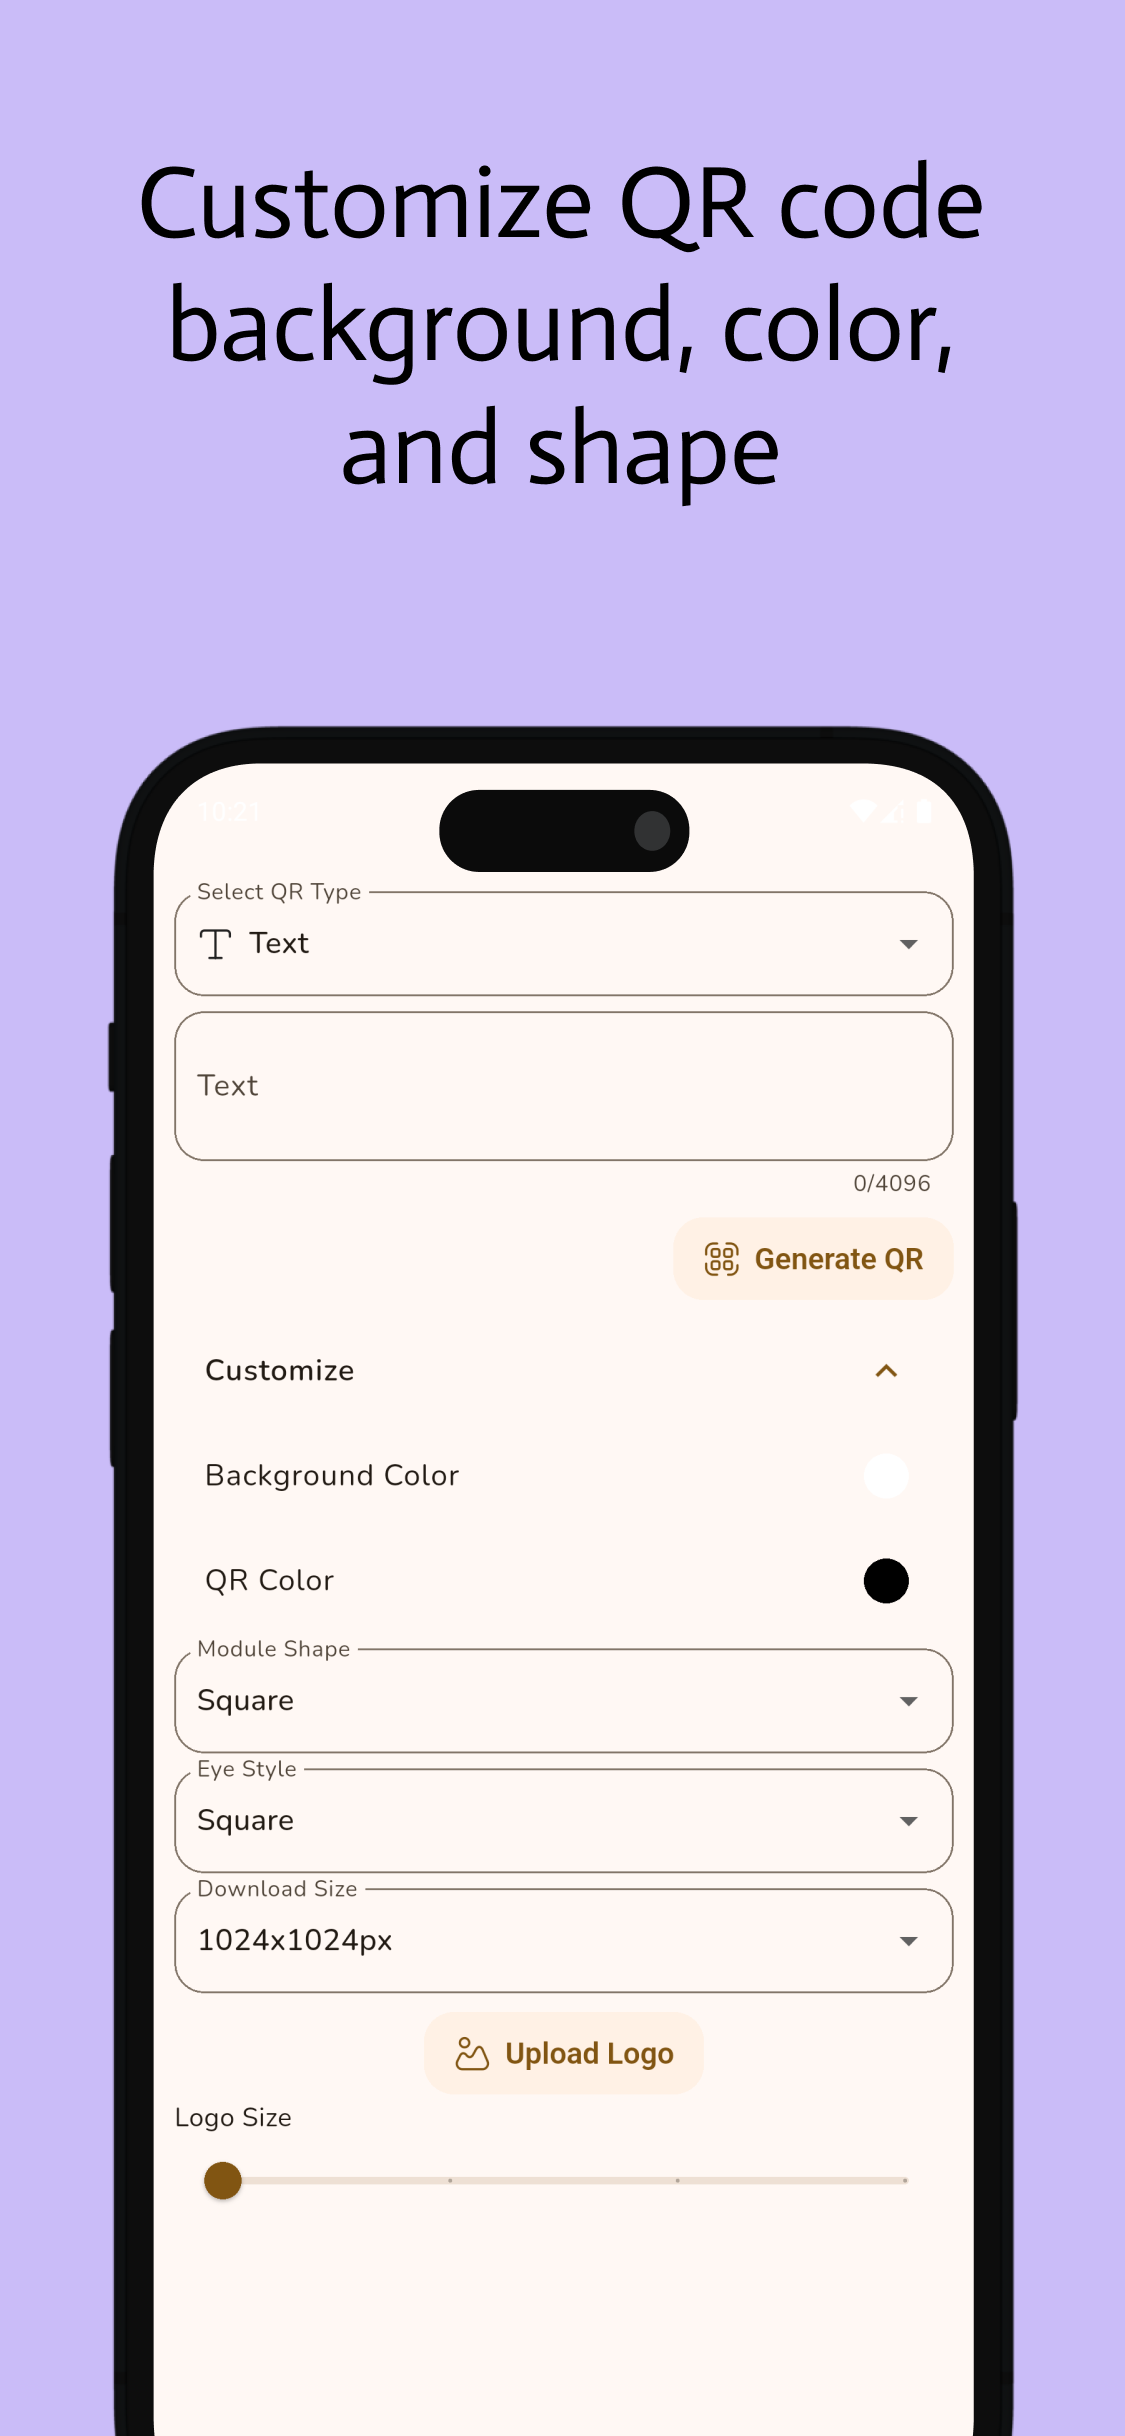 Customize QR code
background, color,
and shape
10:21
Select QR Type
Text
Text
0/4096
Generate QR
Customize
Background Color
QR Color
Module Shape
Square
Eye Style
Square
Download Size
1024x1024px
Upload Logo
Logo Size